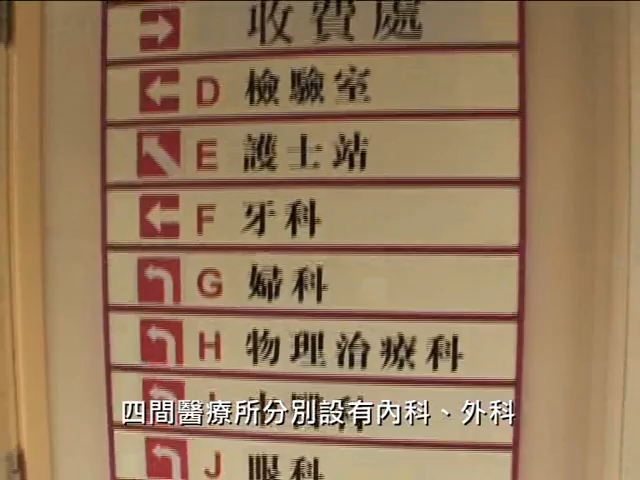 收費處
D 檢驗室
E 護士站
F 牙科
G 婦科
H 物理治療科
四間醫療所分別設有內科、外科
J 眼科